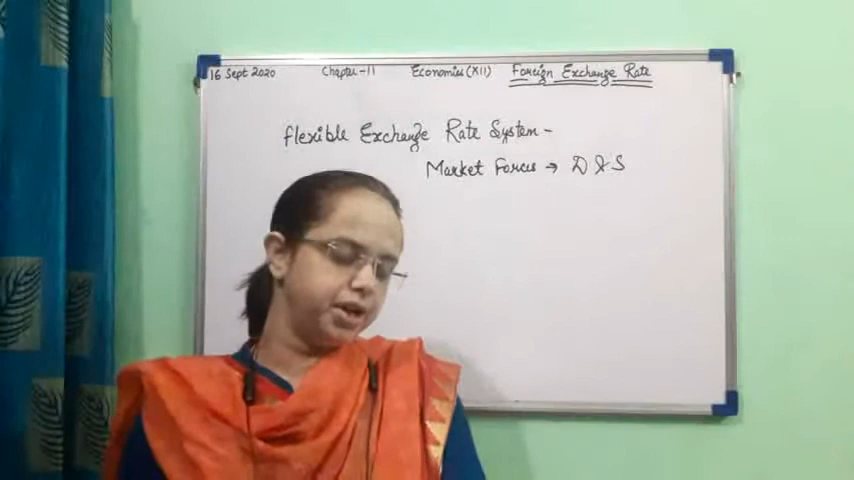 16 Sept 2020 Chapter-11 Economics (XII) Foreign Exchange Rate
Flexible Exchange Rate System -
Market Forces → D & S